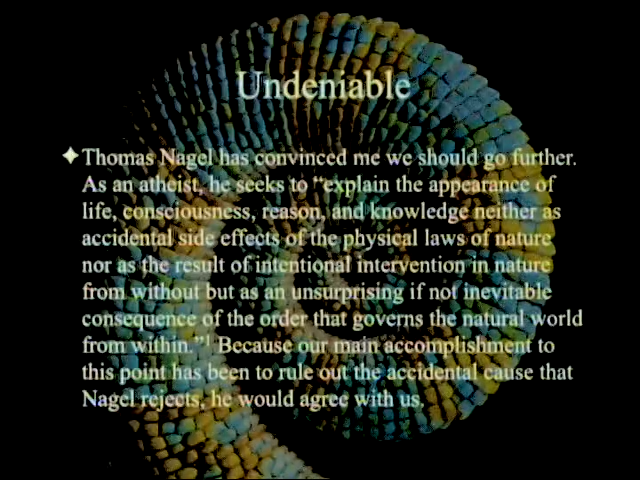 Undeniable
✦Thomas Nagel has convinced me we should go further.
As an atheist, he seeks to “explain the appearance of
life, consciousness, reason, and knowledge neither as
accidental side effects of the physical laws of nature
nor as the result of intentional intervention in nature
from without but as an unsurprising if not inevitable
consequence of the order that governs the natural world
from within.”¹ Because our main accomplishment to
this point has been to rule out the accidental cause that
Nagel rejects, he would agree with us.